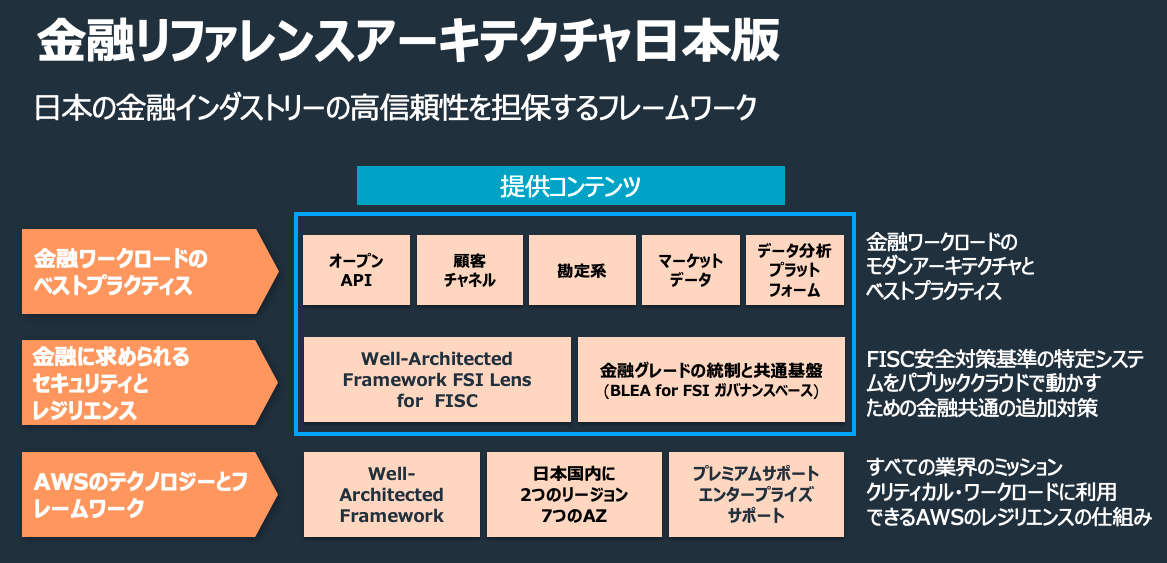 金融リファレンスアーキテクチャ日本版
日本の金融インダストリーの高信頼性を担保するフレームワーク
提供コンテンツ
金融ワークロードの
ベストプラクティス
オープン
API
顧客
チャネル
勘定系
マーケット
データ
データ分析
プラット
フォーム
金融ワークロードの
モダンアーキテクチャと
ベストプラクティス
金融に求められる
セキュリティと
レジリエンス
Well-Architected
Framework FSI Lens
for FISC
金融グレードの統制と共通基盤
(BLEA for FSI ガバナンスベース)
FISC安全対策基準の特定システ
ムをパブリッククラウドで動かす
ための金融共通の追加対策
AWSのテクノロジーとフ
レームワーク
Well-
Architected
Framework
日本国内に
2つのリージョン
7つのAZ
プレミアムサポート
エンタープライズ
サポート
すべての業界のミッション
クリティカル・ワークロードに利用
できるAWSのレジリエンスの仕組み